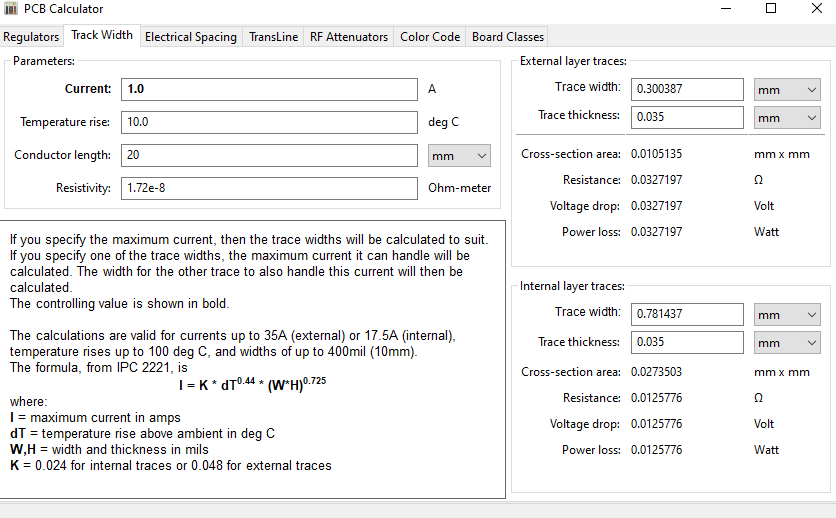 PCB Calculator
Regulators Track Width Electrical Spacing TransLine RF Attenuators Color Code Board Classes
Parameters:
Current: 1.0 A
Temperature rise: 10.0 deg C
Conductor length: 20 mm
Resistivity: 1.72e-8 Ohm-meter
If you specify the maximum current, then the trace widths will be calculated to suit.
If you specify one of the trace widths, the maximum current it can handle will be
calculated. The width for the other trace to also handle this current will then be
calculated.
The controlling value is shown in bold.
The calculations are valid for currents up to 35A (external) or 17.5A (internal),
temperature rises up to 100 deg C, and widths of up to 400mil (10mm).
The formula, from IPC 2221, is
I = K * dT0.44 * (W*H)0.725
where:
I = maximum current in amps
dT = temperature rise above ambient in deg C
W,H = width and thickness in mils
K = 0.024 for internal traces or 0.048 for external traces
External layer traces:
Trace width: 0.300387 mm
Trace thickness: 0.035 mm
Cross-section area: 0.0105135 mm x mm
Resistance: 0.0327197 Ω
Voltage drop: 0.0327197 Volt
Power loss: 0.0327197 Watt
Internal layer traces:
Trace width: 0.781437 mm
Trace thickness: 0.035 mm
Cross-section area: 0.0273503 mm x mm
Resistance: 0.0125776 Ω
Voltage drop: 0.0125776 Volt
Power loss: 0.0125776 Watt